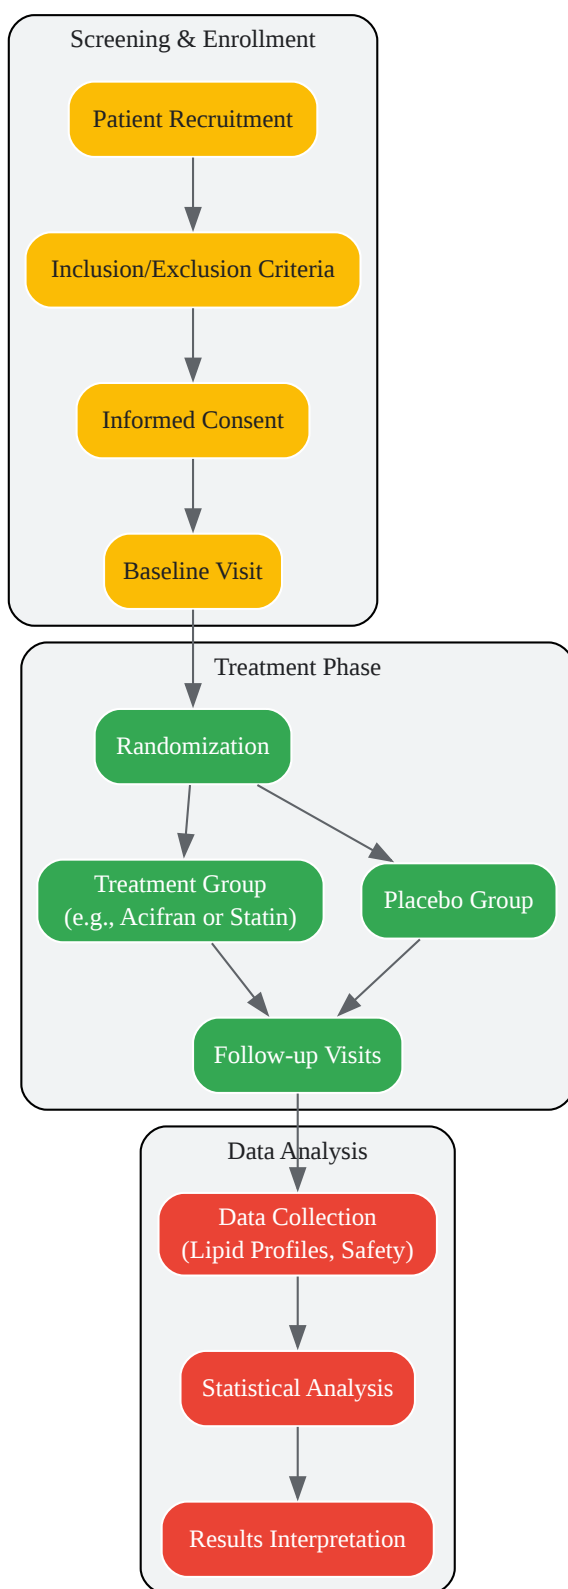 Screening & Enrollment
Patient Recruitment
Inclusion/Exclusion Criteria
Informed Consent
Baseline Visit
Treatment Phase
Randomization
Treatment Group
(e.g., Acifran or Statin)
Placebo Group
Follow-up Visits
Data Analysis
Data Collection
(Lipid Profiles, Safety)
Statistical Analysis
Results Interpretation